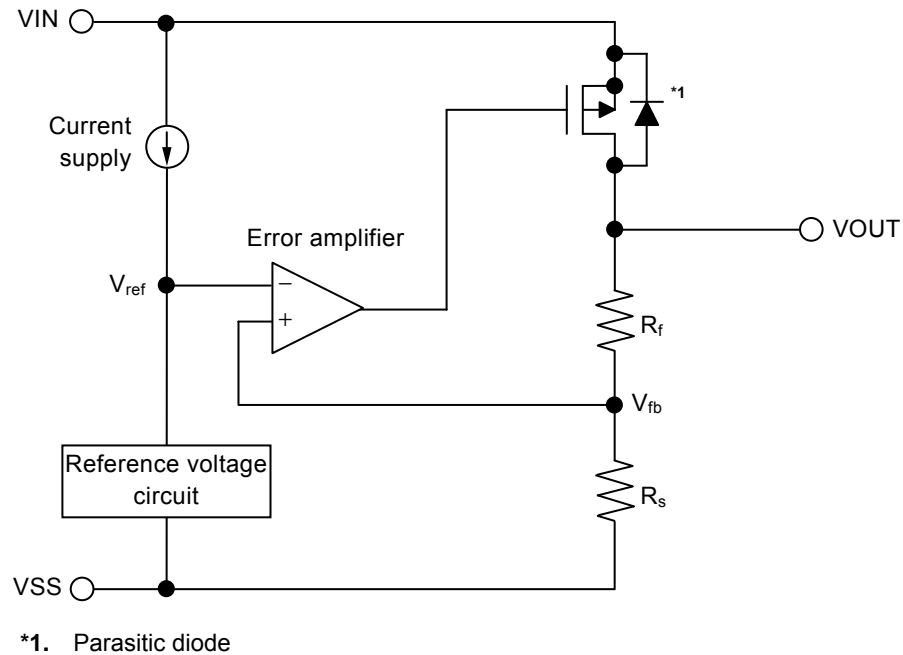 VIN
*1
Current
supply
VOUT
Error amplifier
Vref
−
+
Rf
Vfb
Reference voltage
circuit
Rs
VSS
*1. Parasitic diode